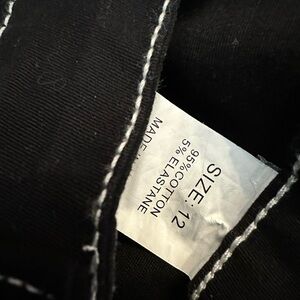 SIZE: 12
95% COTTON
5% ELASTANE
MADE